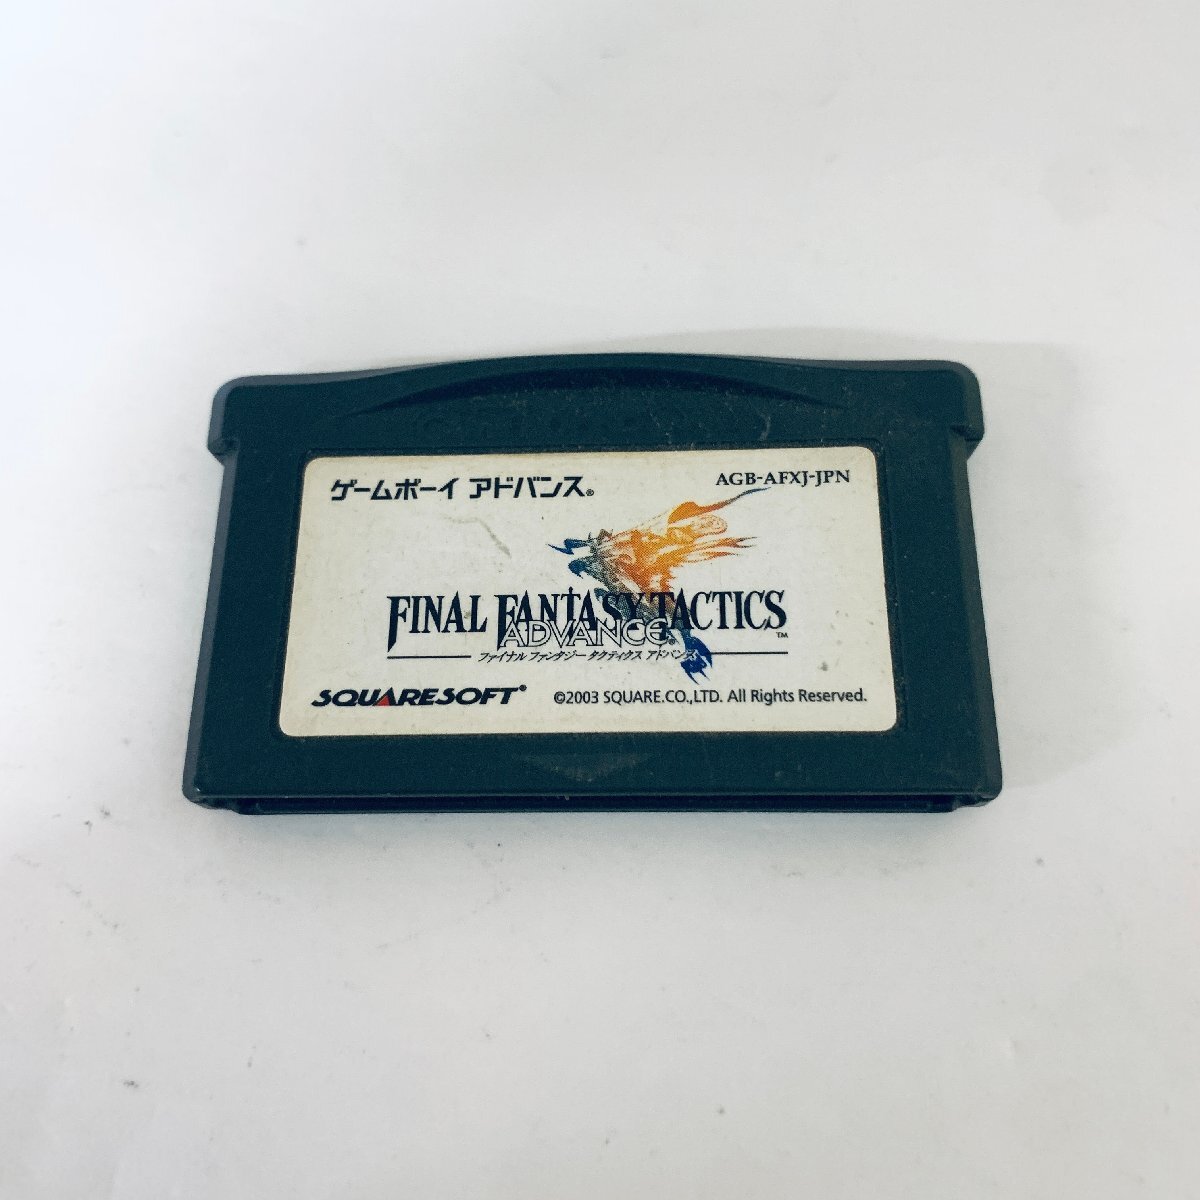 ゲームボーイ アドバンス®
AGB-AFXJ-JPN
FINAL FANTASY TACTICS™
ADVANCE®
ファイナル ファンタジー タクティクス アドバンス
SQUARESOFT®
©2003 SQUARE.CO.,LTD. All Rights Reserved.